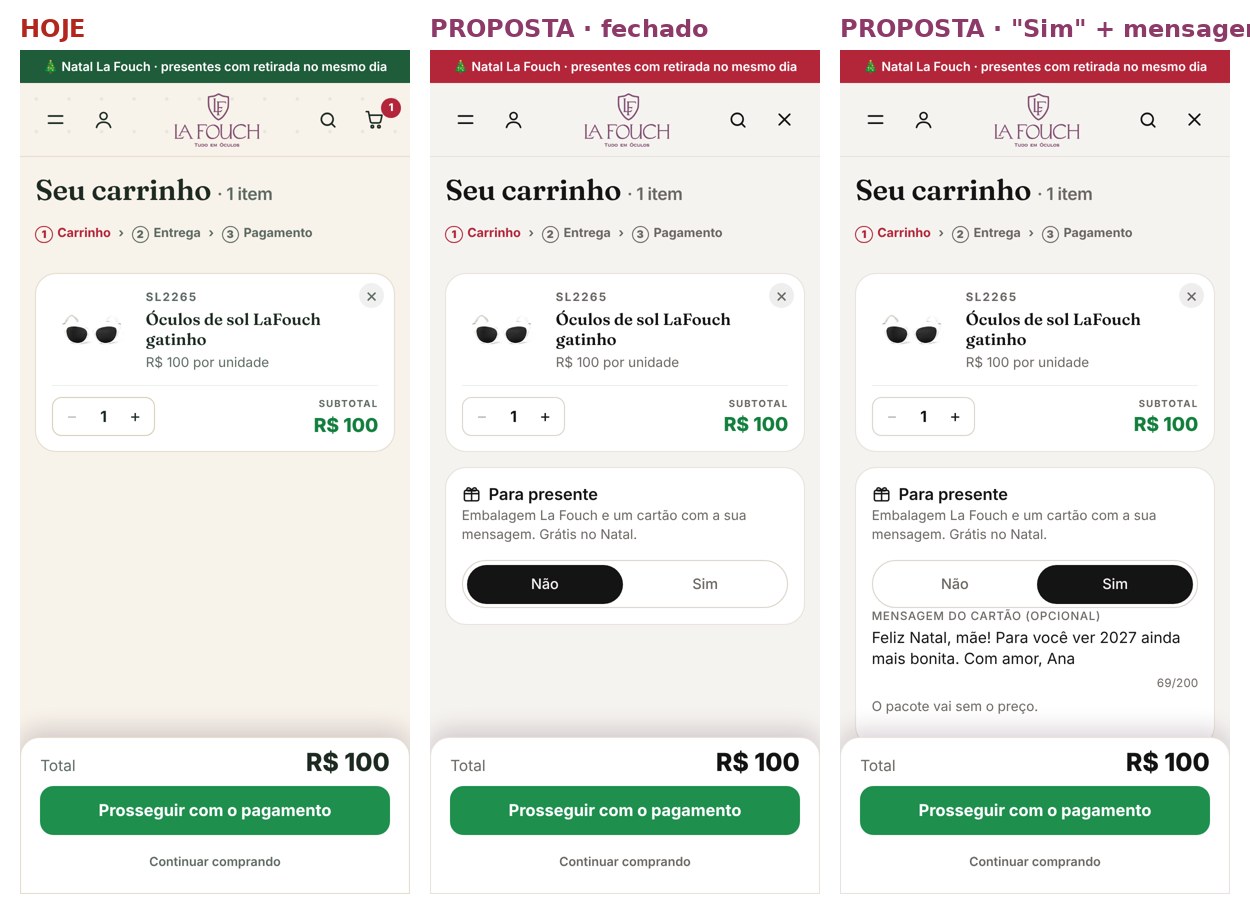 HOJE
🎄 Natal La Fouch · presentes com retirada no mesmo dia
LF
LA FOUCH
TUDO EM ÓCULOS
1
Seu carrinho · 1 item
1 Carrinho › 2 Entrega › 3 Pagamento
SL2265
Óculos de sol LaFouch
gatinho
R$ 100 por unidade
− 1 +
SUBTOTAL
R$ 100
Total
R$ 100
Prosseguir com o pagamento
Continuar comprando
PROPOSTA · fechado
🎄 Natal La Fouch · presentes com retirada no mesmo dia
LF
LA FOUCH
TUDO EM ÓCULOS
Seu carrinho · 1 item
1 Carrinho › 2 Entrega › 3 Pagamento
SL2265
Óculos de sol LaFouch
gatinho
R$ 100 por unidade
− 1 +
SUBTOTAL
R$ 100
Para presente
Embalagem La Fouch e um cartão com a sua
mensagem. Grátis no Natal.
Não
Sim
Total
R$ 100
Prosseguir com o pagamento
Continuar comprando
PROPOSTA · "Sim" + mensager
🎄 Natal La Fouch · presentes com retirada no mesmo dia
LF
LA FOUCH
TUDO EM ÓCULOS
Seu carrinho · 1 item
1 Carrinho › 2 Entrega › 3 Pagamento
SL2265
Óculos de sol LaFouch
gatinho
R$ 100 por unidade
− 1 +
SUBTOTAL
R$ 100
Para presente
Embalagem La Fouch e um cartão com a sua
mensagem. Grátis no Natal.
Não
Sim
MENSAGEM DO CARTÃO (OPCIONAL)
Feliz Natal, mãe! Para você ver 2027 ainda
mais bonita. Com amor, Ana
69/200
O pacote vai sem o preço.
Total
R$ 100
Prosseguir com o pagamento
Continuar comprando